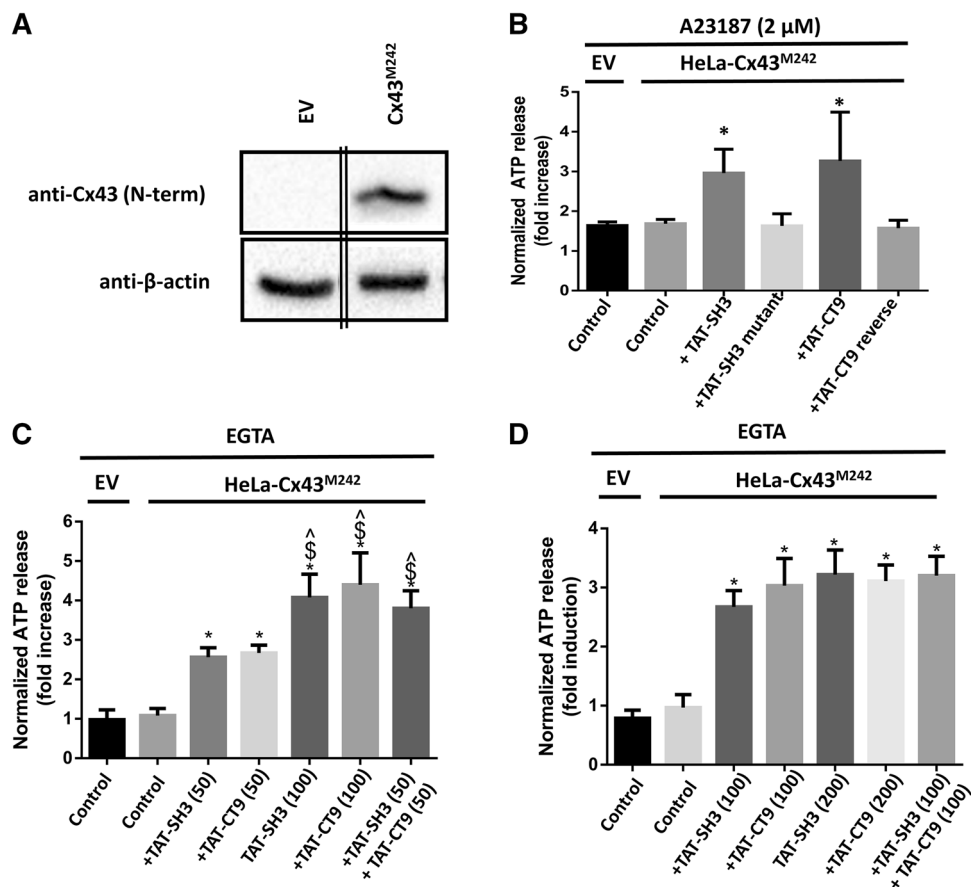 A
EV
Cx43M242
anti-Cx43 (N-term)
anti-β-actin
B
A23187 (2 µM)
EV
HeLa-Cx43M242
Normalized ATP release
(fold increase)
5
4
3
2
1
0
*
*
Control
Control
+ TAT-SH3
+TAT-SH3 mutant
+TAT-CT9
+TAT-CT9 reverse
C
EGTA
EV
HeLa-Cx43M242
Normalized ATP release
(fold increase)
6
5
4
3
2
1
0
*
*
*$^
*$^
*$^
Control
Control
+TAT-SH3 (50)
+TAT-CT9 (50)
TAT-SH3 (100)
+TAT-CT9 (100)
+TAT-SH3 (50)
+ TAT-CT9 (50)
D
EGTA
EV
HeLa-Cx43M242
Normalized ATP release
(fold induction)
4
3
2
1
0
*
*
*
*
*
Control
Control
+TAT-SH3 (100)
+TAT-CT9 (100)
TAT-SH3 (200)
+TAT-CT9 (200)
+TAT-SH3 (100)
+ TAT-CT9 (100)